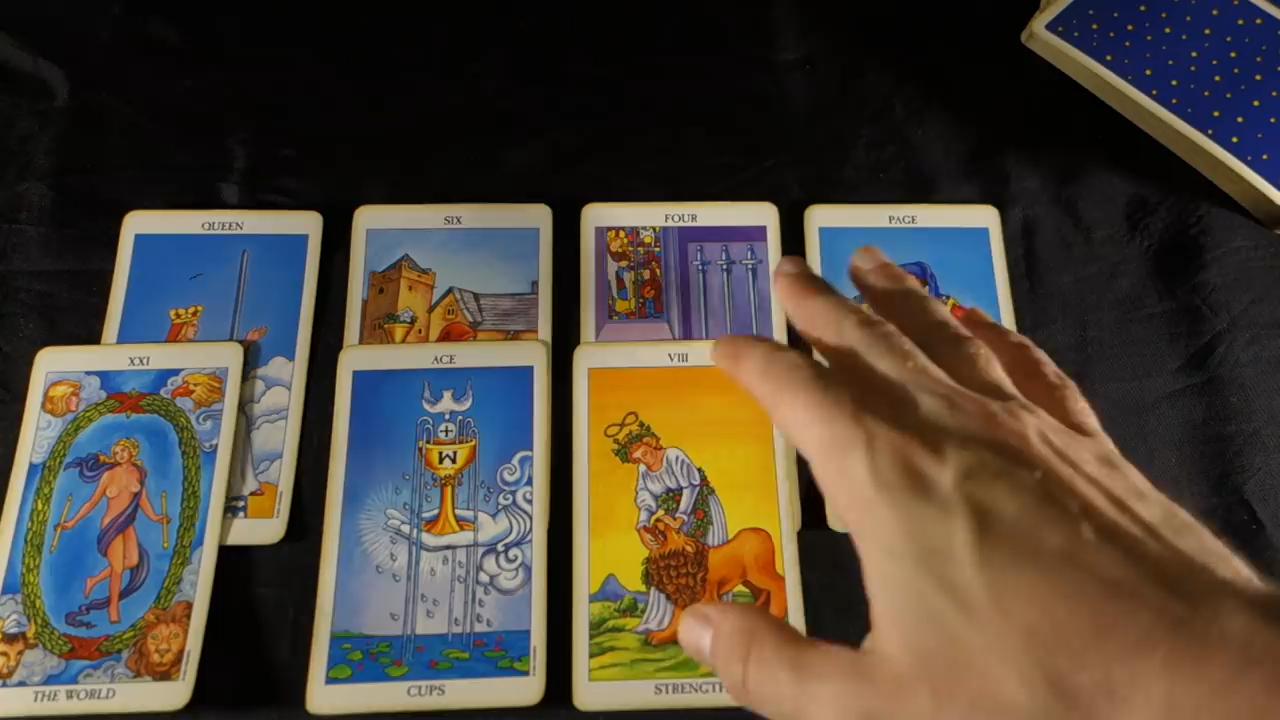 QUEEN
SIX
FOUR
PAGE
XXI
ACE
VIII
THE WORLD
CUPS
STRENGTH